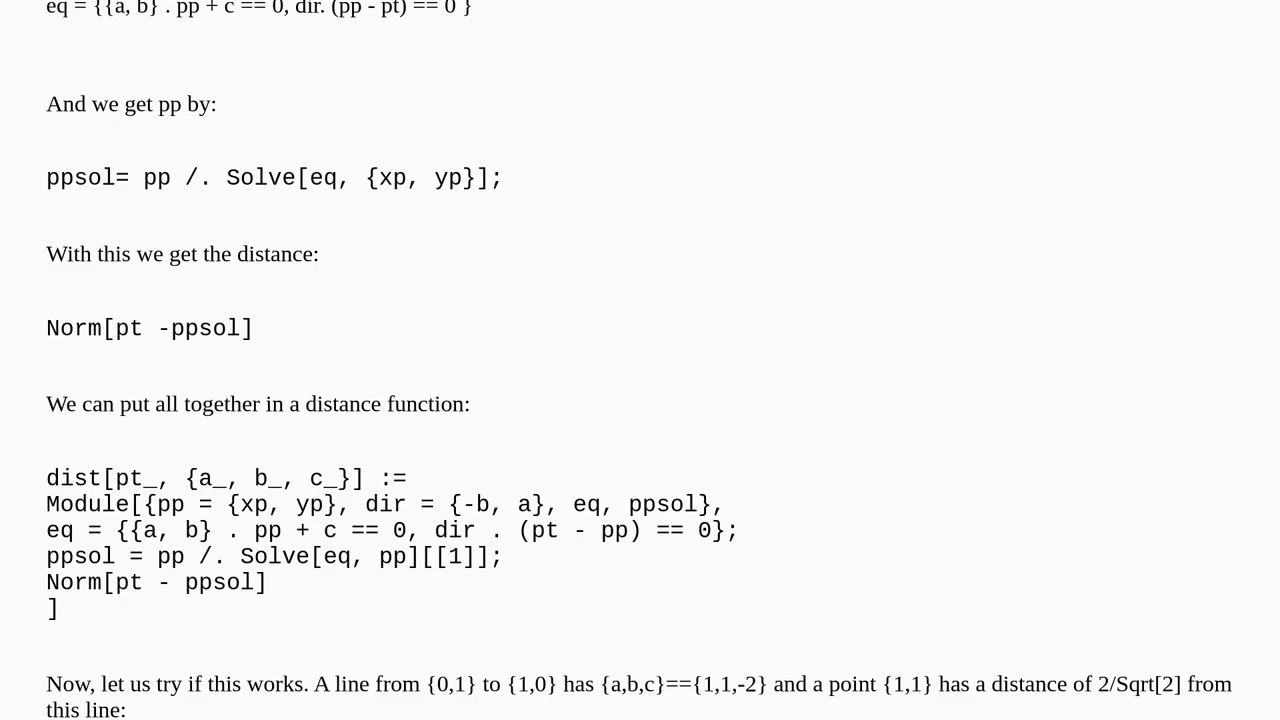 eq = {{a, b} . pp + c == 0, dir. (pp - pt) == 0 }
And we get pp by:
ppsol= pp /. Solve[eq, {xp, yp}];
With this we get the distance:
Norm[pt -ppsol]
We can put all together in a distance function:
dist[pt_, {a_, b_, c_}] :=
Module[{pp = {xp, yp}, dir = {-b, a}, eq, ppsol},
eq = {{a, b} . pp + c == 0, dir . (pt - pp) == 0};
ppsol = pp /. Solve[eq, pp][[1]];
Norm[pt - ppsol]
]
Now, let us try if this works. A line from {0,1} to {1,0} has {a,b,c}=={1,1,-2} and a point {1,1} has a distance of 2/Sqrt[2] from
this line: